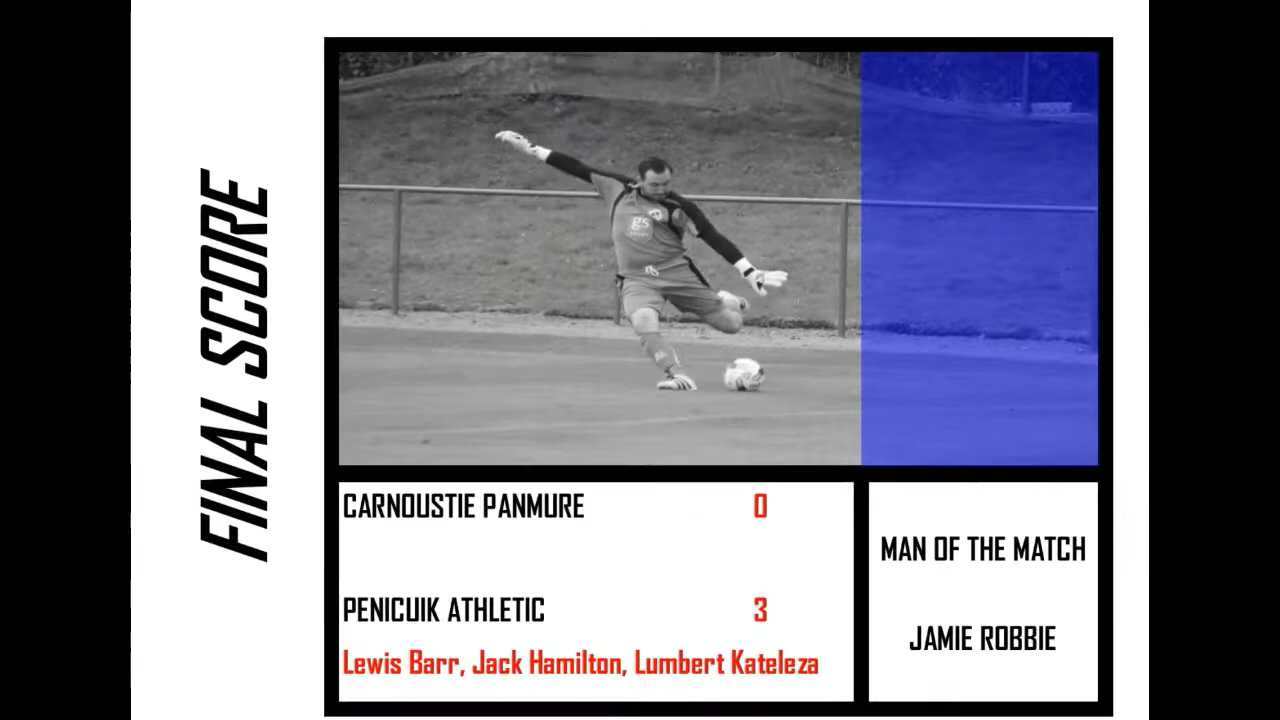 FINAL SCORE
gs
CARNOUSTIE PANMURE 0
PENICUIK ATHLETIC 3
Lewis Barr, Jack Hamilton, Lumbert Kateleza
MAN OF THE MATCH
JAMIE ROBBIE